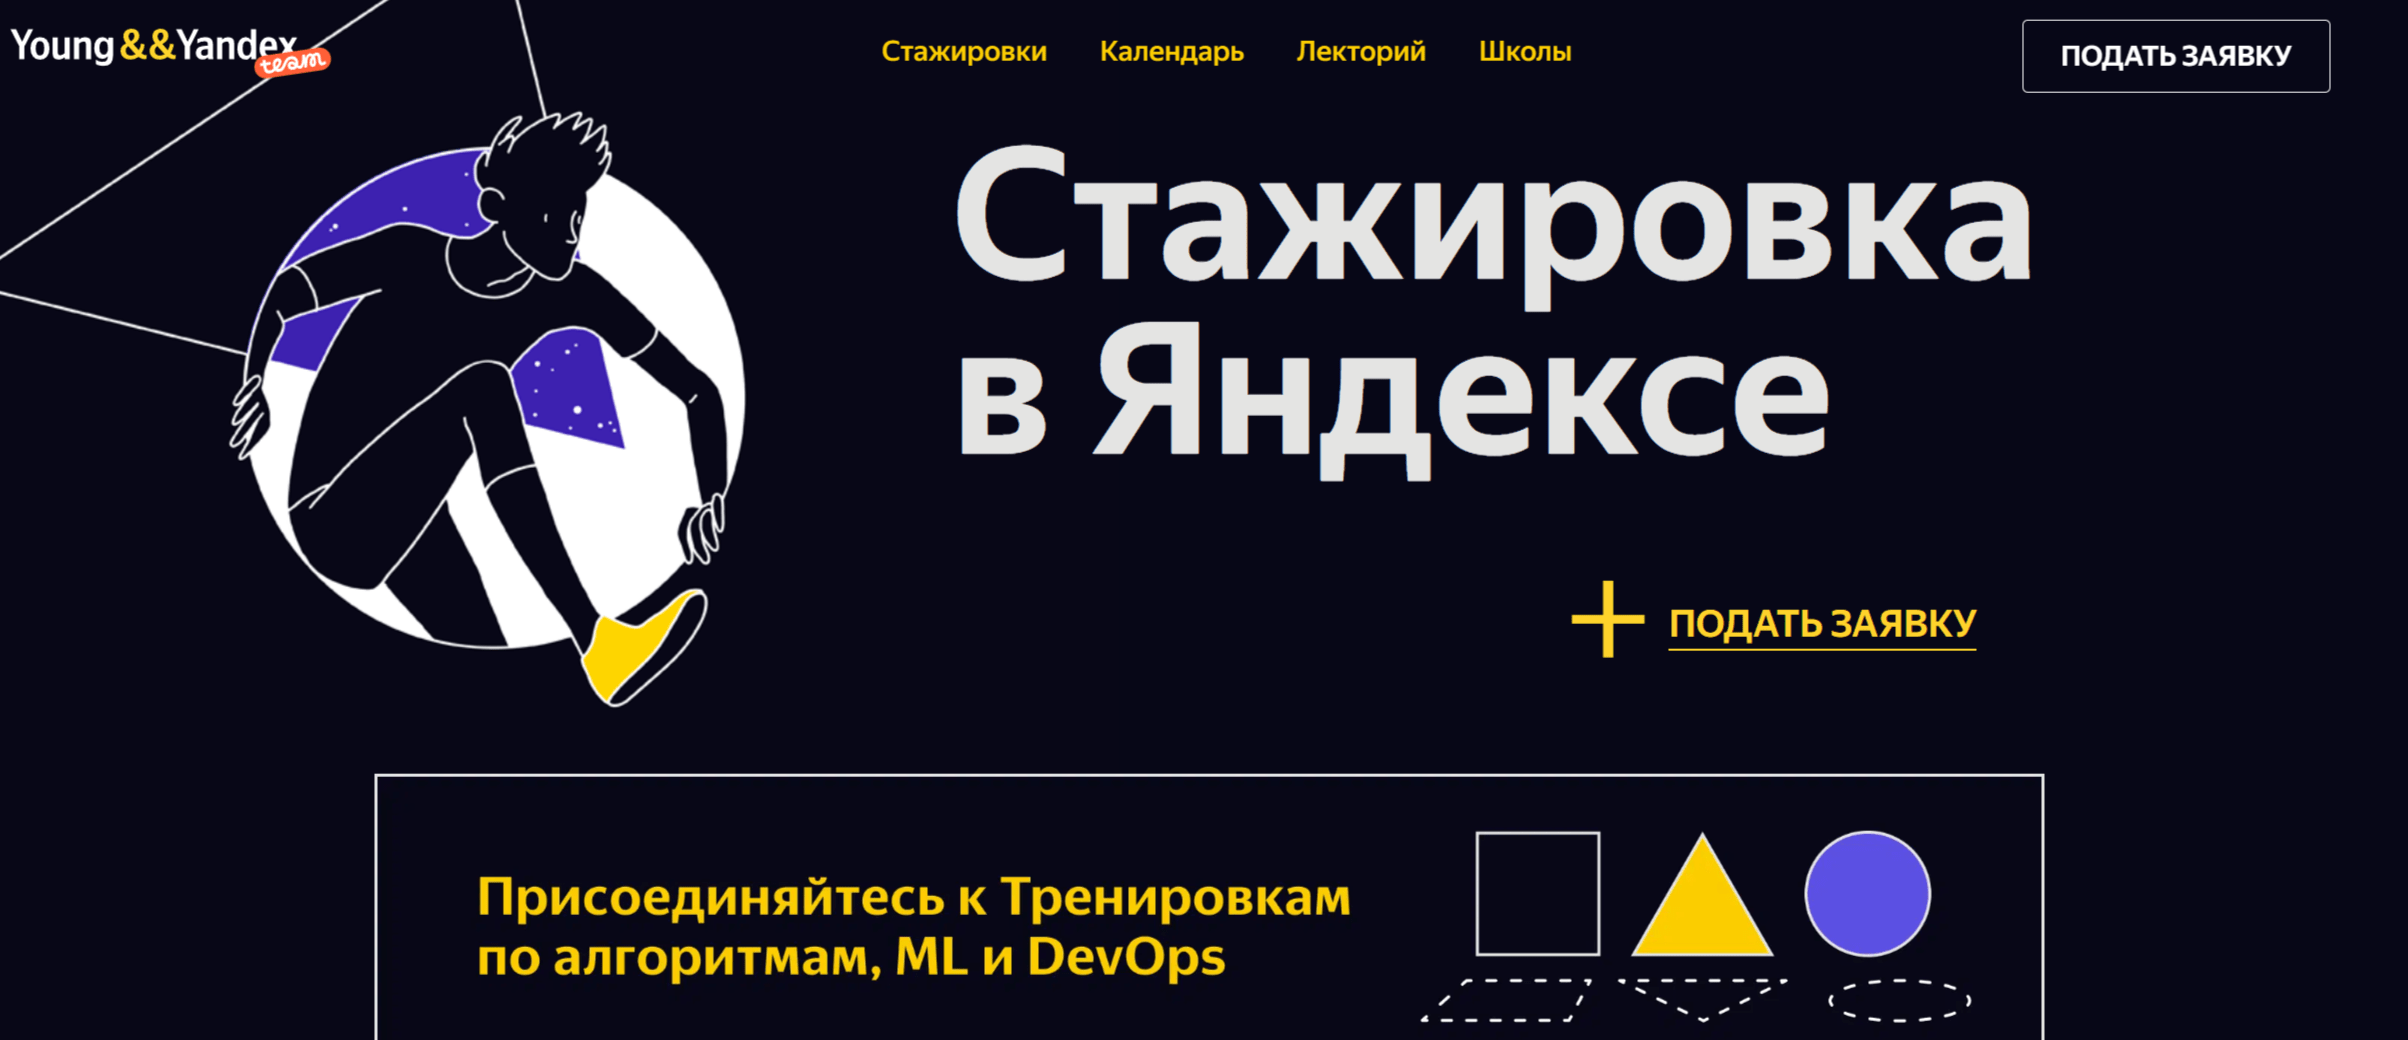 Young&&Yandex
team
Стажировки
Календарь
Лекторий
Школы
ПОДАТЬ ЗАЯВКУ
Стажировка
в Яндексе
ПОДАТЬ ЗАЯВКУ
Присоединяйтесь к Тренировкам
по алгоритмам, ML и DevOps